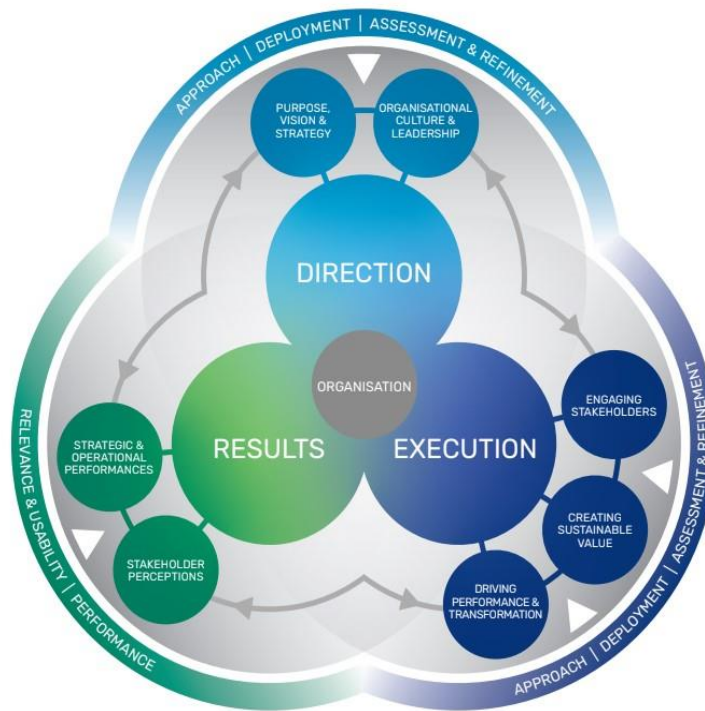 APPROACH | DEPLOYMENT | ASSESSMENT & REFINEMENT
PURPOSE,
VISION &
STRATEGY
ORGANISATIONAL
CULTURE &
LEADERSHIP
DIRECTION
ORGANISATION
RESULTS
EXECUTION
STRATEGIC &
OPERATIONAL
PERFORMANCES
STAKEHOLDER
PERCEPTIONS
ENGAGING
STAKEHOLDERS
CREATING
SUSTAINABLE
VALUE
DRIVING
PERFORMANCE &
TRANSFORMATION
RELEVANCE & USABILITY | PERFORMANCE
APPROACH | DEPLOYMENT | ASSESSMENT & REFINEMENT